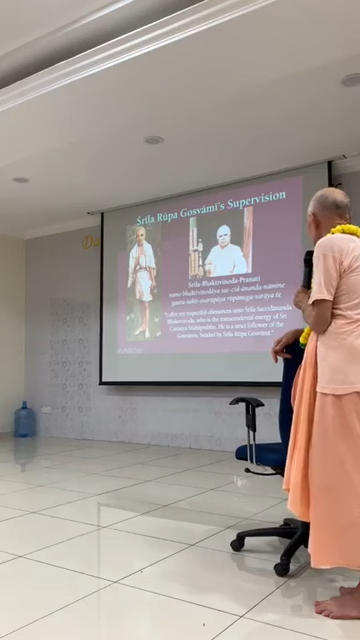 Śrīla Rūpa Gosvāmī's Supervision
Śrīla Bhaktivinoda Praṇati
namo bhaktivinodāya sac-cid-ānanda-nāmine
gaura-śakti-svarūpāya rūpānuga-varāya te
"I offer my respectful obeisances unto Śrīla Saccidānanda
Bhaktivinoda, who is the transcendental energy of Śrī
Caitanya Mahāprabhu. He is a strict follower of the
Gosvāmīs, headed by Śrīla Rūpa Gosvāmī."